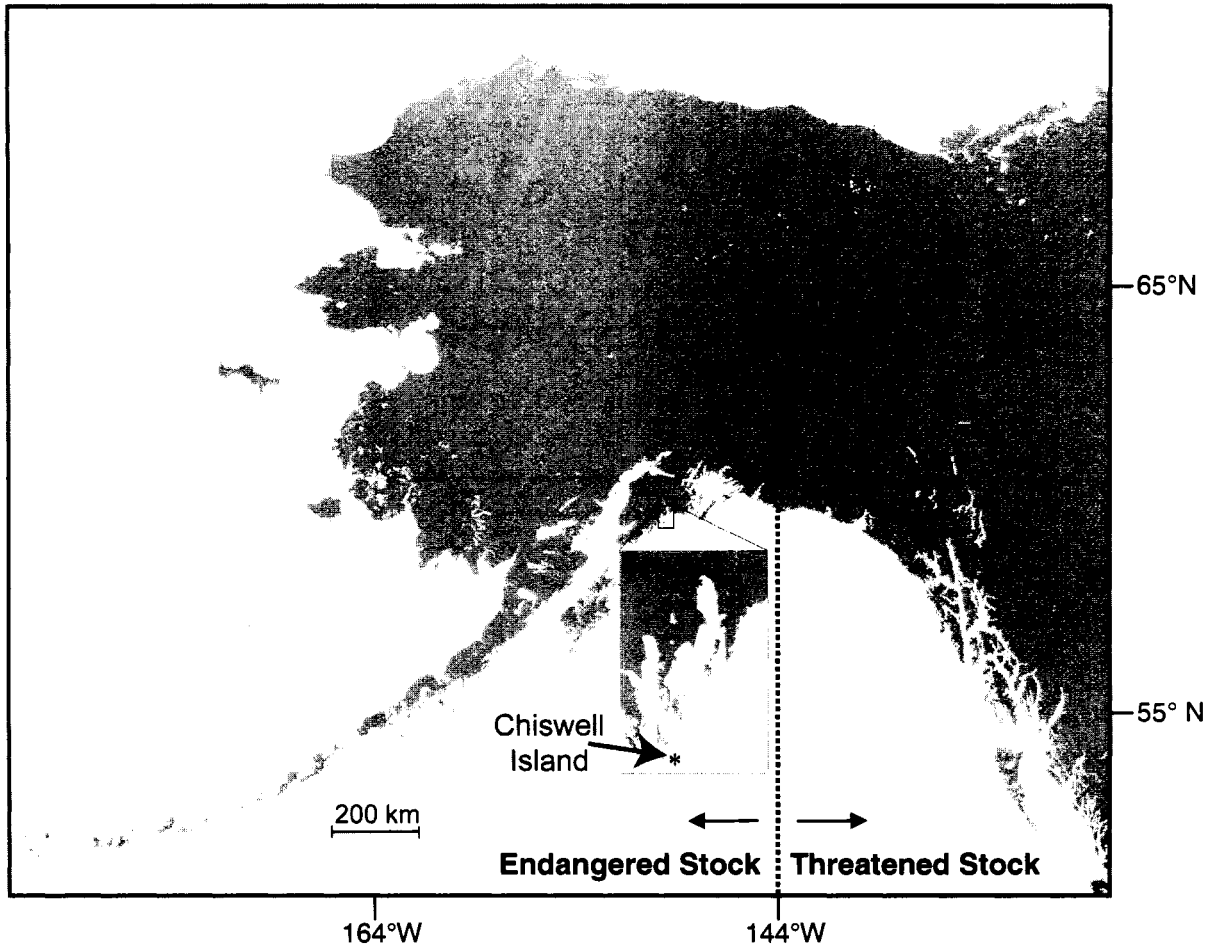 65°N
55° N
Chiswell
Island
*
200 km
Endangered Stock
Threatened Stock
164°W
144°W